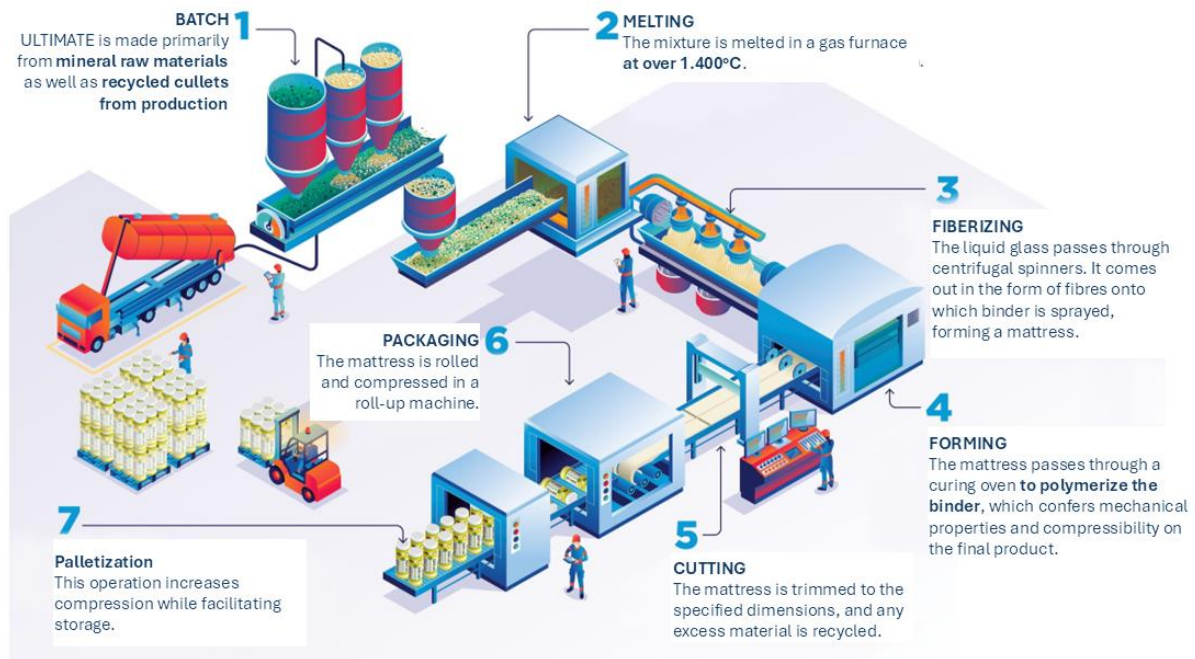 1
BATCH
ULTIMATE is made primarily
from mineral raw materials
as well as recycled cullets
from production
2
MELTING
The mixture is melted in a gas furnace
at over 1.400ºC.
3
FIBERIZING
The liquid glass passes through
centrifugal spinners. It comes
out in the form of fibres onto
which binder is sprayed,
forming a mattress.
4
FORMING
The mattress passes through a
curing oven to polymerize the
binder, which confers mechanical
properties and compressibility on
the final product.
5
CUTTING
The mattress is trimmed to the
specified dimensions, and any
excess material is recycled.
6
PACKAGING
The mattress is rolled
and compressed in a
roll-up machine.
7
Palletization
This operation increases
compression while facilitating
storage.